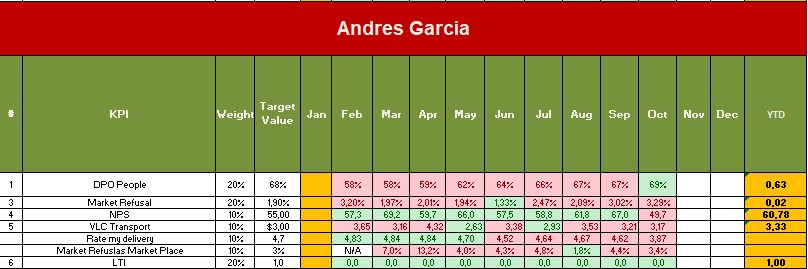 Andres Garcia
# KPI Weight Target Value Jan Feb Mar Apr May Jun Jul Aug Sep Oct Nov Dec YTD
1 DPO People 20% 68% 58% 58% 59% 62% 64% 66% 67% 67% 69% 0,63
3 Market Refusal 20% 1,90% 3,20% 1,97% 2,01% 1,94% 1,33% 2,47% 2,09% 3,02% 3,29% 0,02
4 NPS 10% 55,00 57,3 69,2 59,7 66,0 57,5 58,8 61,8 67,0 49,7 60,78
5 VLC Transport 10% $3,00 3,65 3,16 4,32 2,63 3,38 2,93 3,53 3,21 3,17 3,33
Rate my delivery 10% 4,7 4,83 4,84 4,84 4,70 4,52 4,64 4,67 4,62 3,87
Market Refuslas Market Place 10% 3% N/A 7,0% 13,2% 4,0% 4,3% 4,8% 1,8% 4,4% 3,4%
6 LTI 20% 1,0 0,0 0,0 0,0 0,0 0,0 0,0 0,0 0,0 0,0 1,00